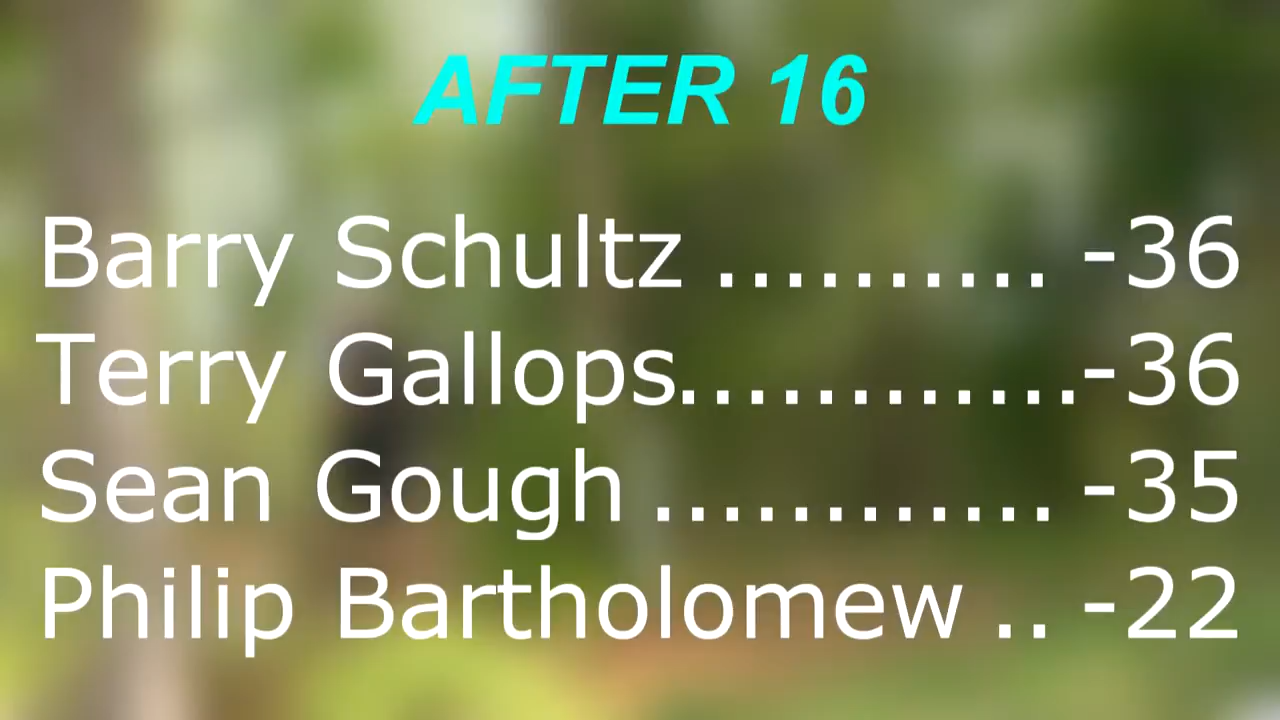 AFTER 16
Barry Schultz .......... -36
Terry Gallops............-36
Sean Gough ............ -35
Philip Bartholomew .. -22